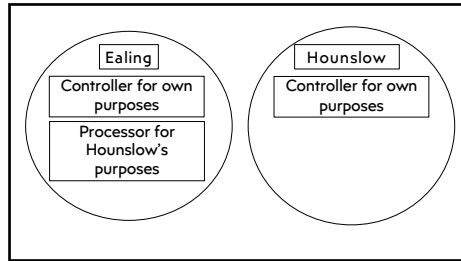 Ealing
Controller for own
purposes
Processor for
Hounslow's
purposes
Hounslow
Controller for own
purposes